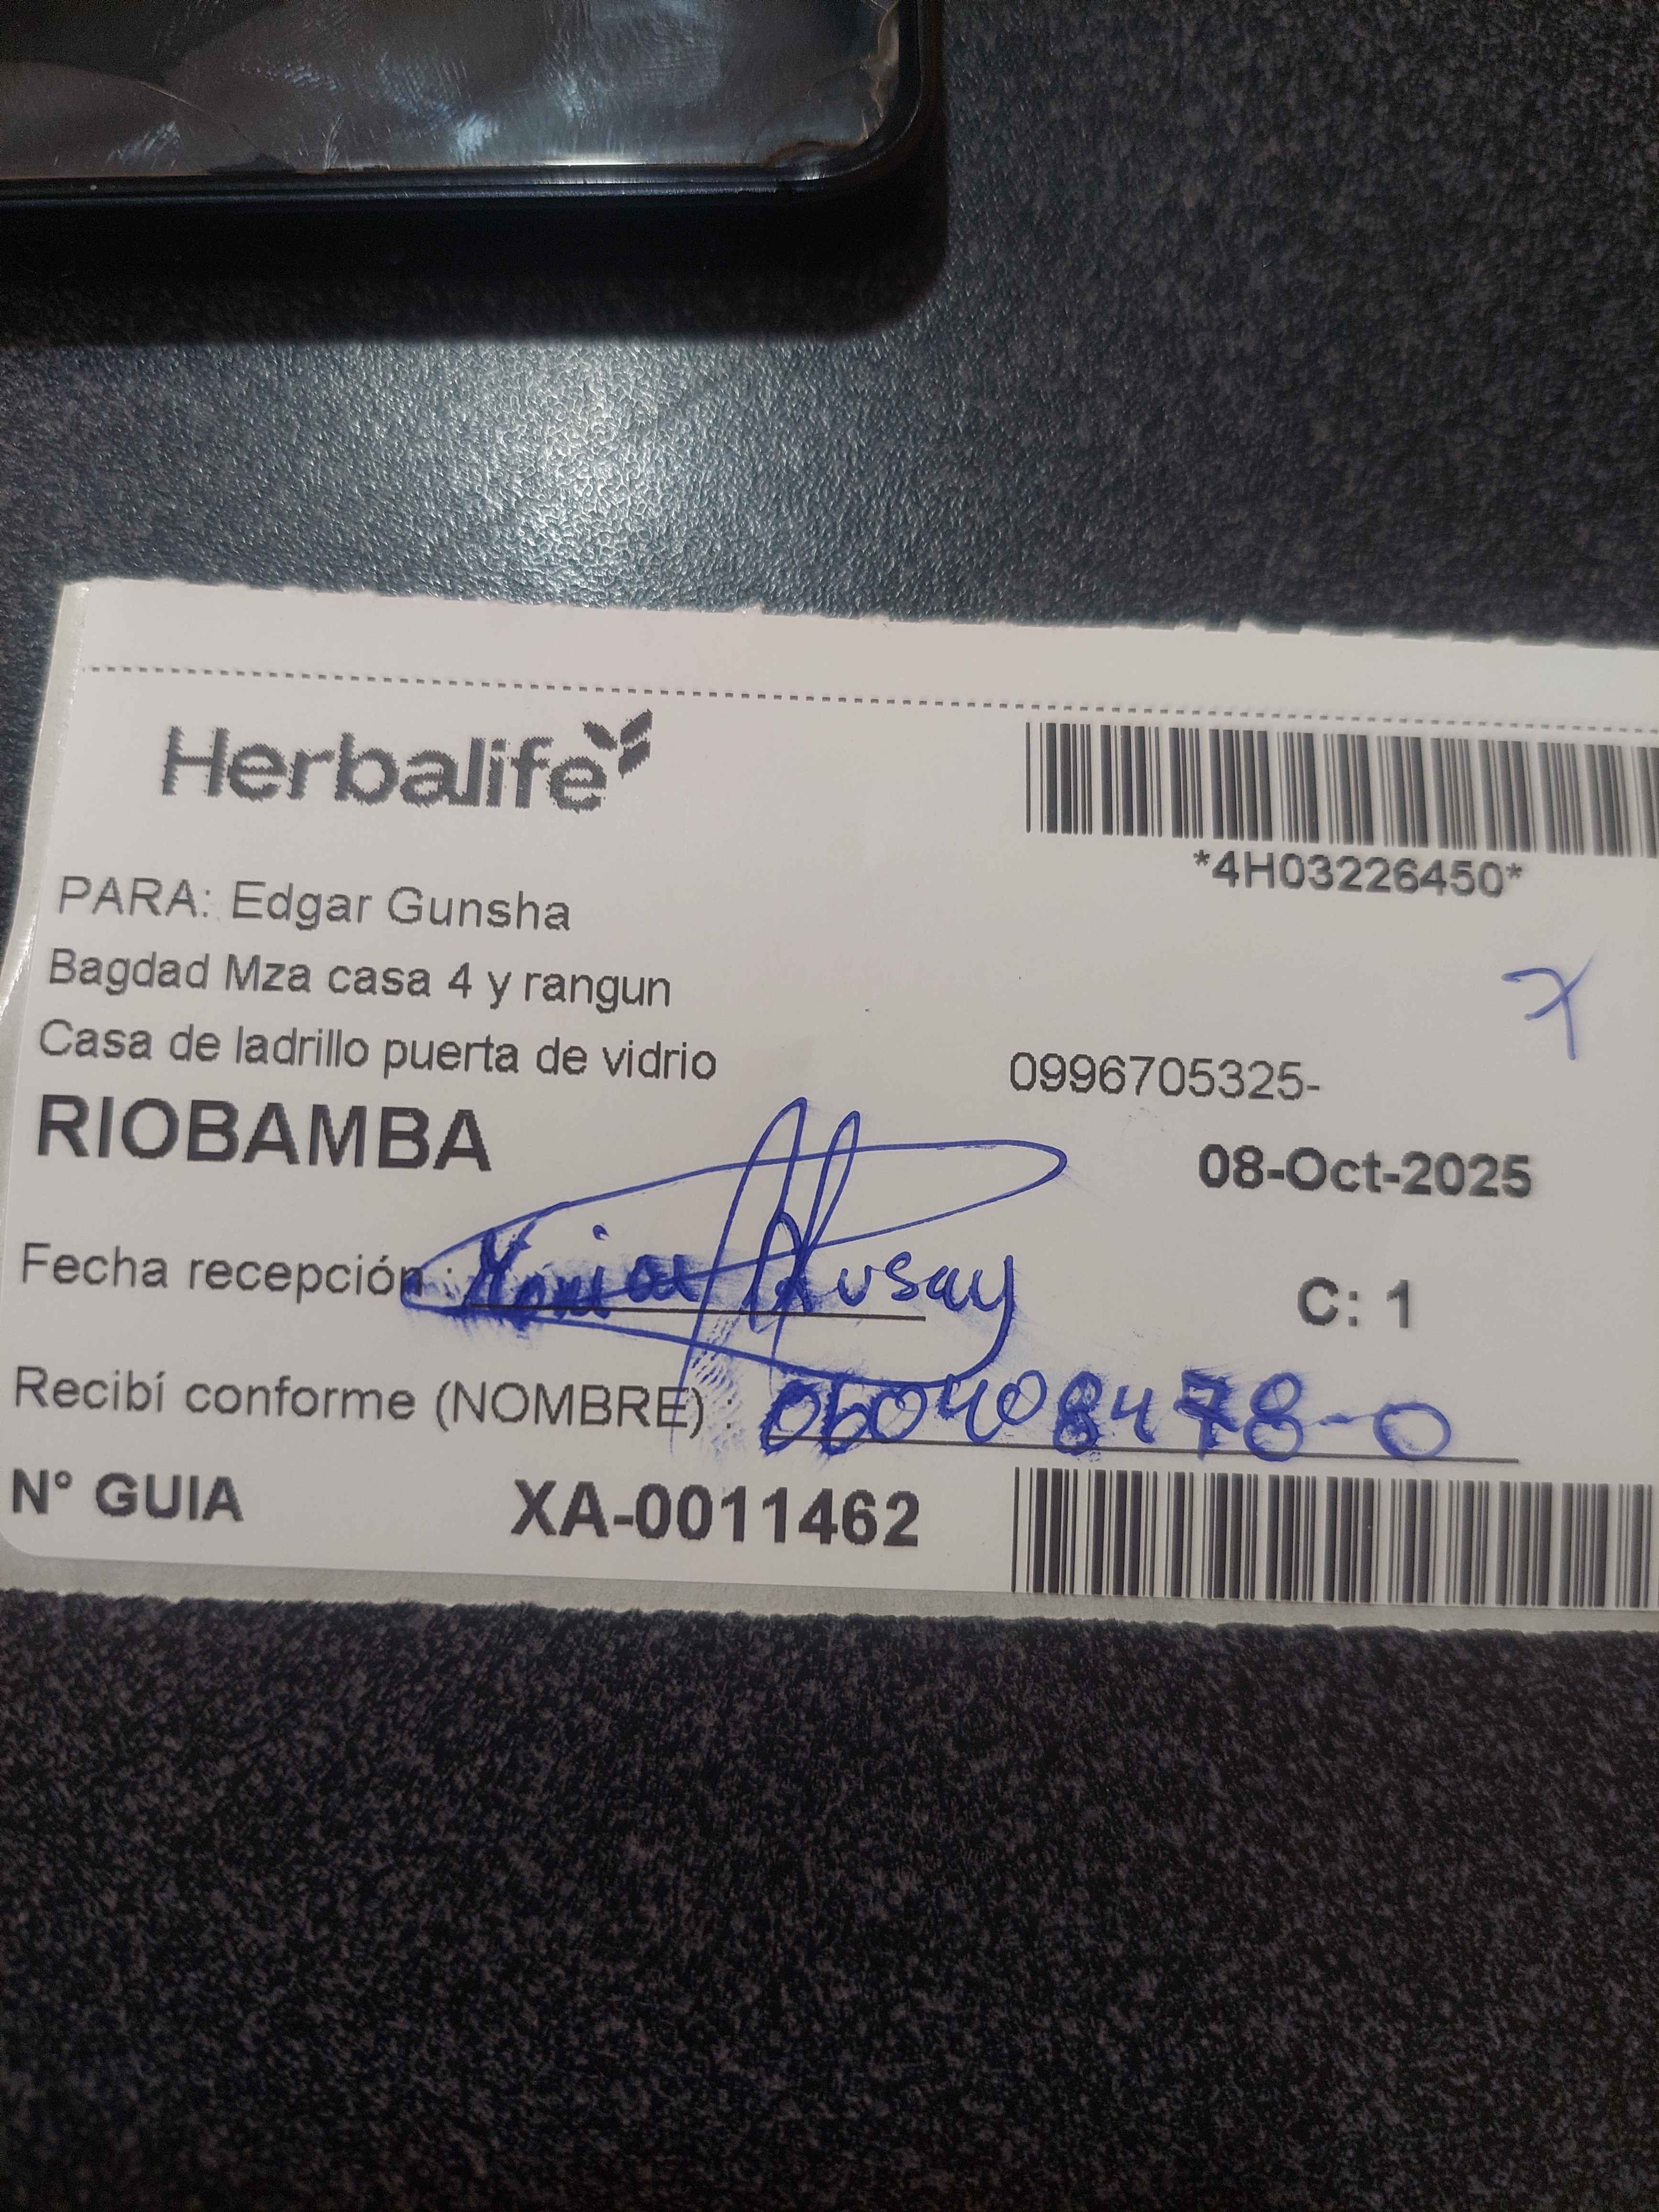 Herbalife
*4H03226450*
PARA: Edgar Gunsha
Bagdad Mza casa 4 y rangun
Casa de ladrillo puerta de vidrio
0996705325-
RIOBAMBA
08-Oct-2025
Fecha recepción :
C: 1
Recibí conforme (NOMBRE) : 060408478-0
N° GUIA XA-0011462